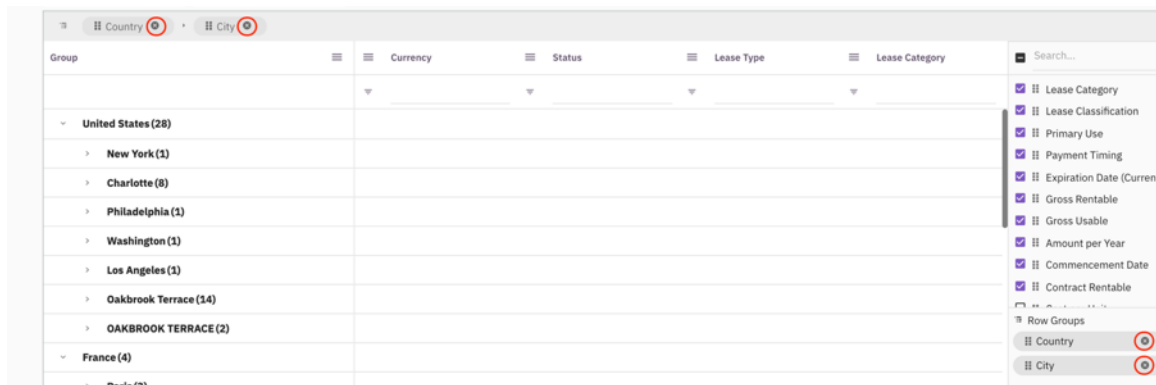 Country City
Group Currency Status Lease Type Lease Category Search...
Lease Category
Lease Classification
United States (28) Primary Use
New York (1) Payment Timing
Expiration Date (Curren
Charlotte (8) Gross Rentable
Philadelphia (1) Gross Usable
Washington (1) Amount per Year
Commencement Date
Los Angeles (1) Contract Rentable
Oakbrook Terrace (14)
Row Groups
OAKBROOK TERRACE (2) Country
France (4) City